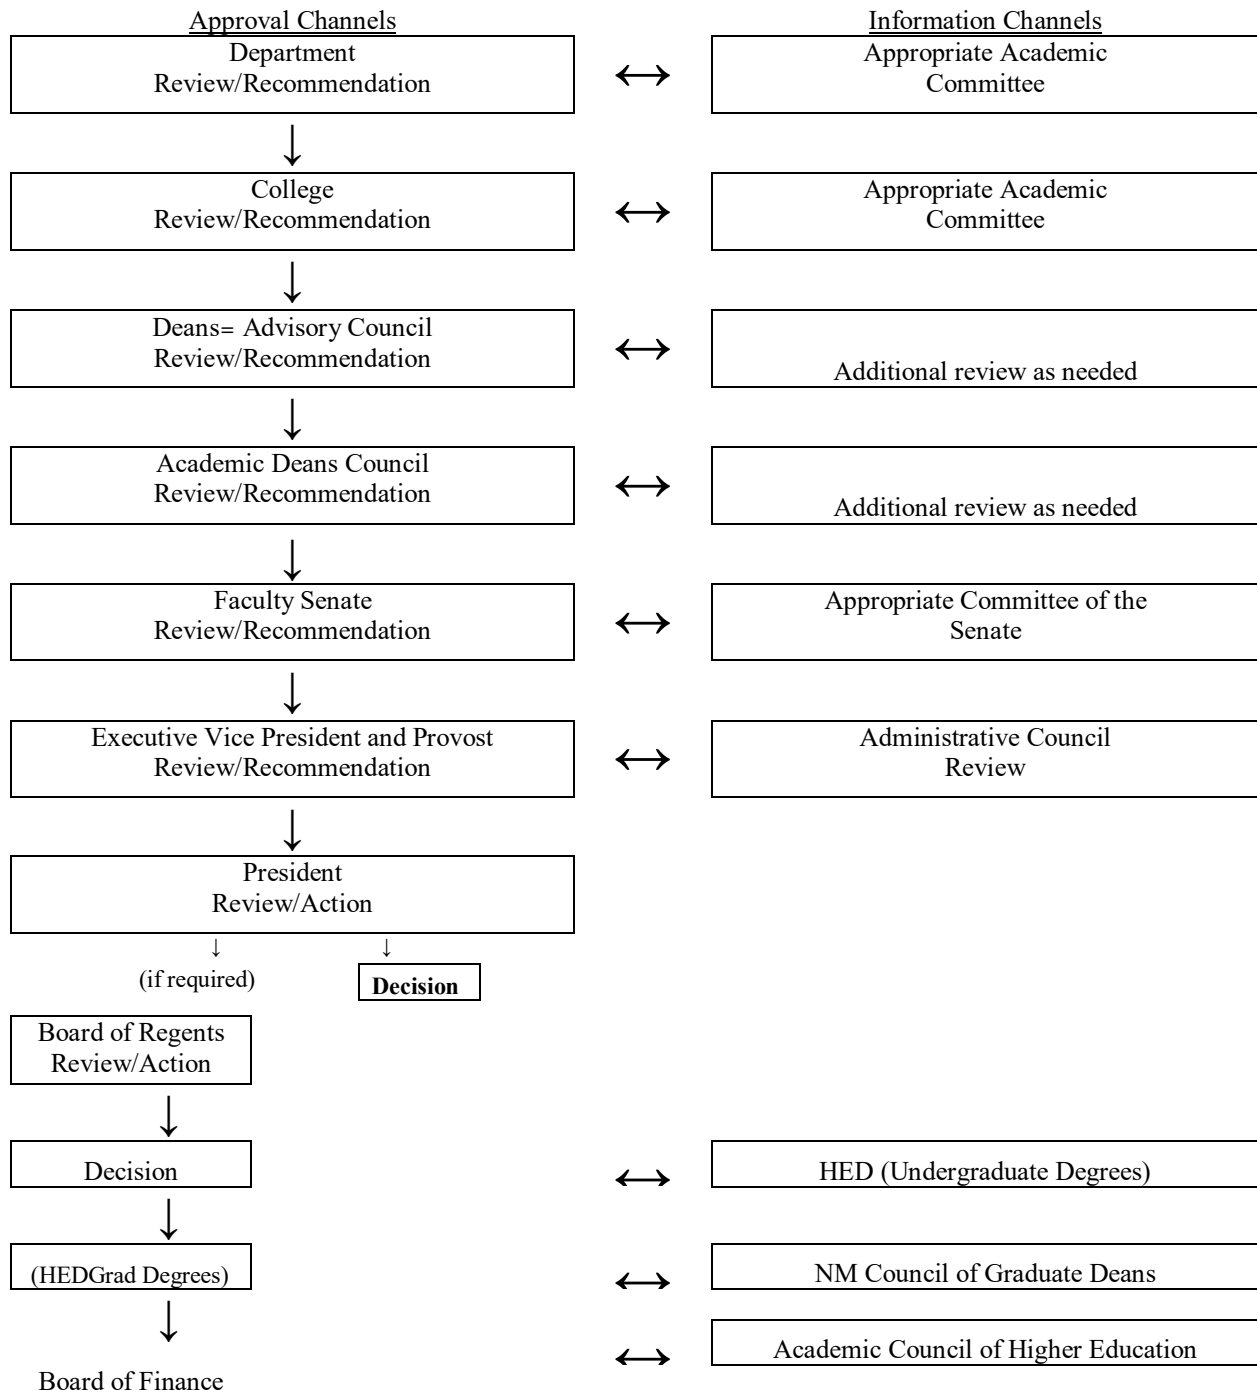 Approval Channels
Information Channels
Department
Review/Recommendation
Appropriate Academic
Committee
College
Review/Recommendation
Appropriate Academic
Committee
Deans= Advisory Council
Review/Recommendation
Additional review as needed
Academic Deans Council
Review/Recommendation
Additional review as needed
Faculty Senate
Review/Recommendation
Appropriate Committee of the
Senate
Executive Vice President and Provost
Review/Recommendation
Administrative Council
Review
President
Review/Action
(if required)
Decision
Board of Regents
Review/Action
Decision
HED (Undergraduate Degrees)
(HEDGrad Degrees)
NM Council of Graduate Deans
Academic Council of Higher Education
Board of Finance